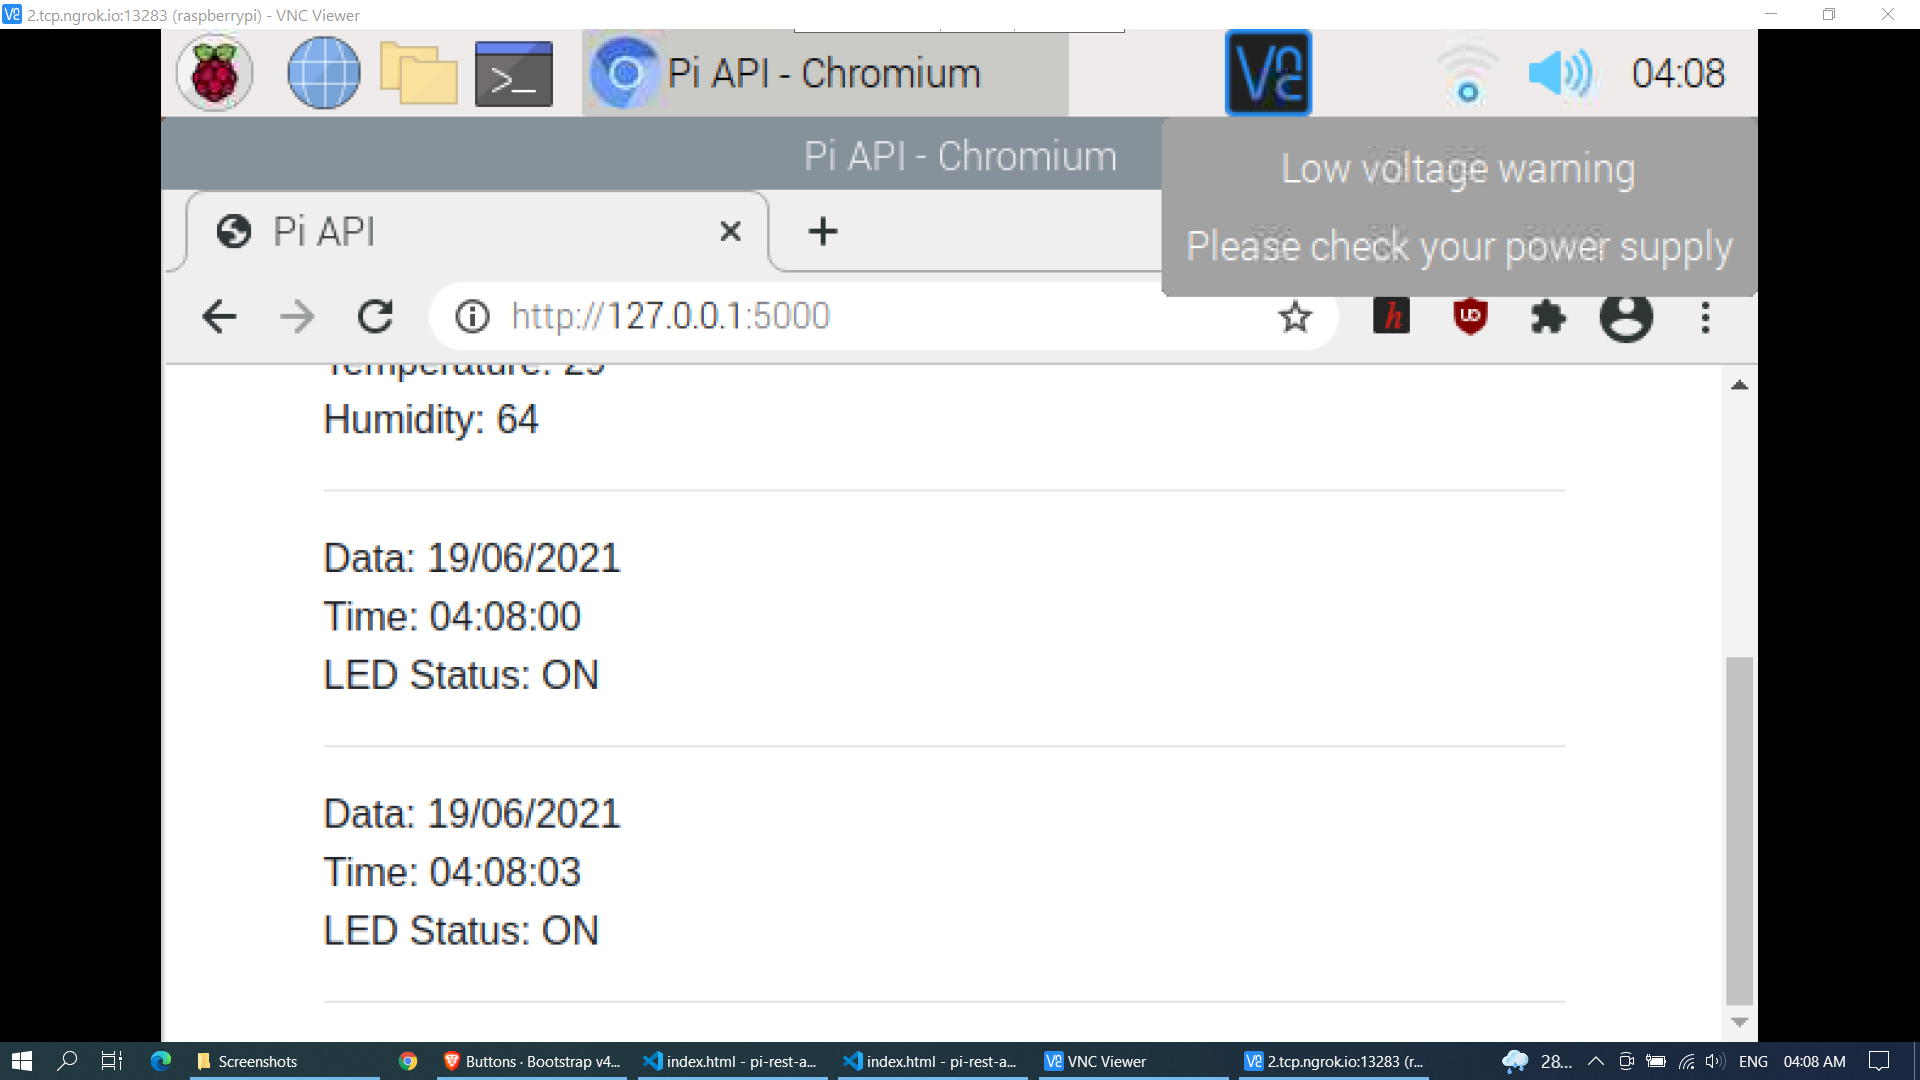 2.tcp.ngrok.io:13283 (raspberrypi) - VNC Viewer
Pi API - Chromium
04:08
Pi API - Chromium
Low voltage warning
Please check your power supply
Pi API
http://127.0.0.1:5000
Temperature:
Humidity: 64
Data: 19/06/2021
Time: 04:08:00
LED Status: ON
Data: 19/06/2021
Time: 04:08:03
LED Status: ON
Screenshots
Buttons · Bootstrap v4...
index.html - pi-rest-a...
index.html - pi-rest-a...
VNC Viewer
2.tcp.ngrok.io:13283 (r...
28...
ENG
04:08 AM